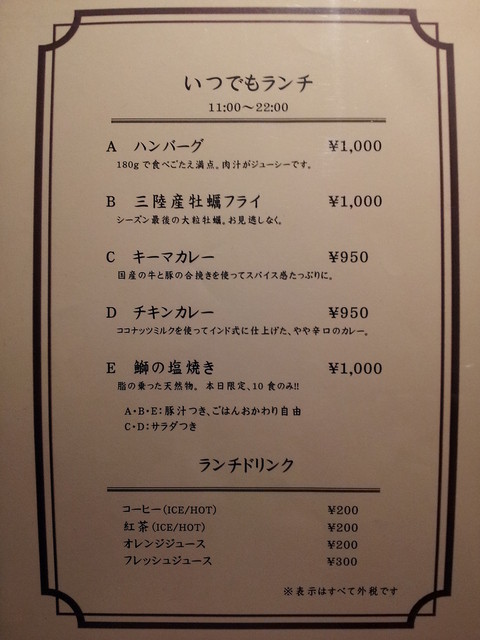 いつでもランチ
11:00～22:00
A ハンバーグ ¥1,000
180gで食べごたえ満点。肉汁がジューシーです。
B 三陸産牡蠣フライ ¥1,000
シーズン最後の大粒牡蠣。お見逃しなく。
C キーマカレー ¥950
国産の牛と豚の合挽きを使ってスパイス感たっぷりに。
D チキンカレー ¥950
ココナッツミルクを使ってインド式に仕上げた、やや辛口のカレー。
E 鰤の塩焼き ¥1,000
脂の乗った天然物。 本日限定、10食のみ!!
A・B・E：豚汁つき、ごはんおかわり自由
C・D：サラダつき
ランチドリンク
コーヒー（ICE/HOT） ¥200
紅茶（ICE/HOT） ¥200
オレンジジュース ¥200
フレッシュジュース ¥300
※表示はすべて外税です